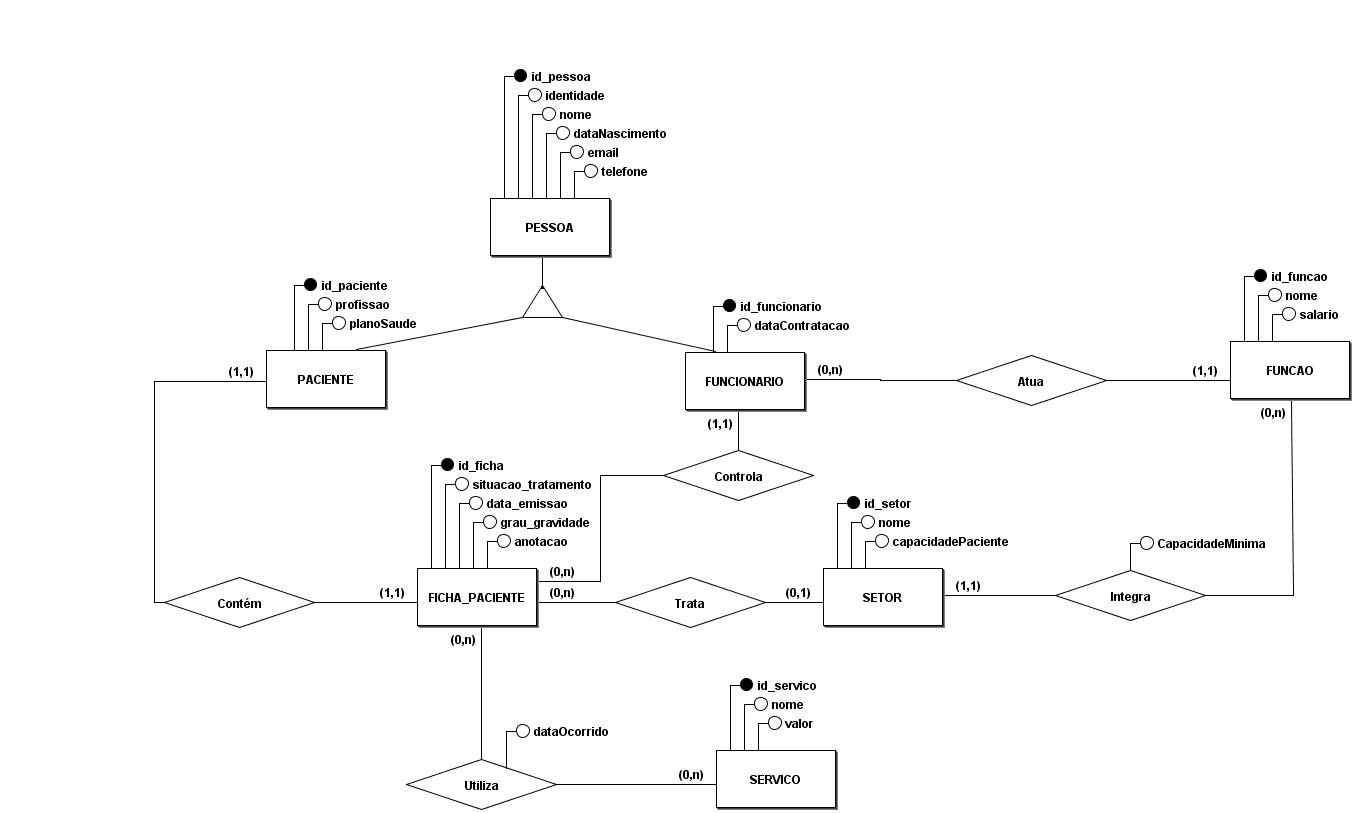 id_pessoa
identidade
nome
dataNascimento
email
telefone
PESSOA
id_paciente
profissao
planoSaude
PACIENTE
(1,1)
id_funcionario
dataContratacao
FUNCIONARIO
(0,n)
(1,1)
Atua
(1,1)
id_funcao
nome
salario
FUNCAO
(0,n)
Controla
id_ficha
situacao_tratamento
data_emissao
grau_gravidade
anotacao
FICHA_PACIENTE
(0,n)
(0,n)
(1,1)
Contém
(0,n)
Trata
(0,1)
id_setor
nome
capacidadePaciente
SETOR
(1,1)
CapacidadeMinima
Integra
dataOcorrido
Utiliza
(0,n)
id_servico
nome
valor
SERVICO